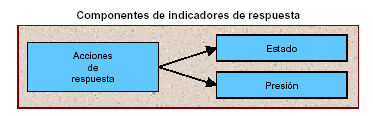 Componentes de indicadores de respuesta
Acciones
de
respuesta
Estado
Presión